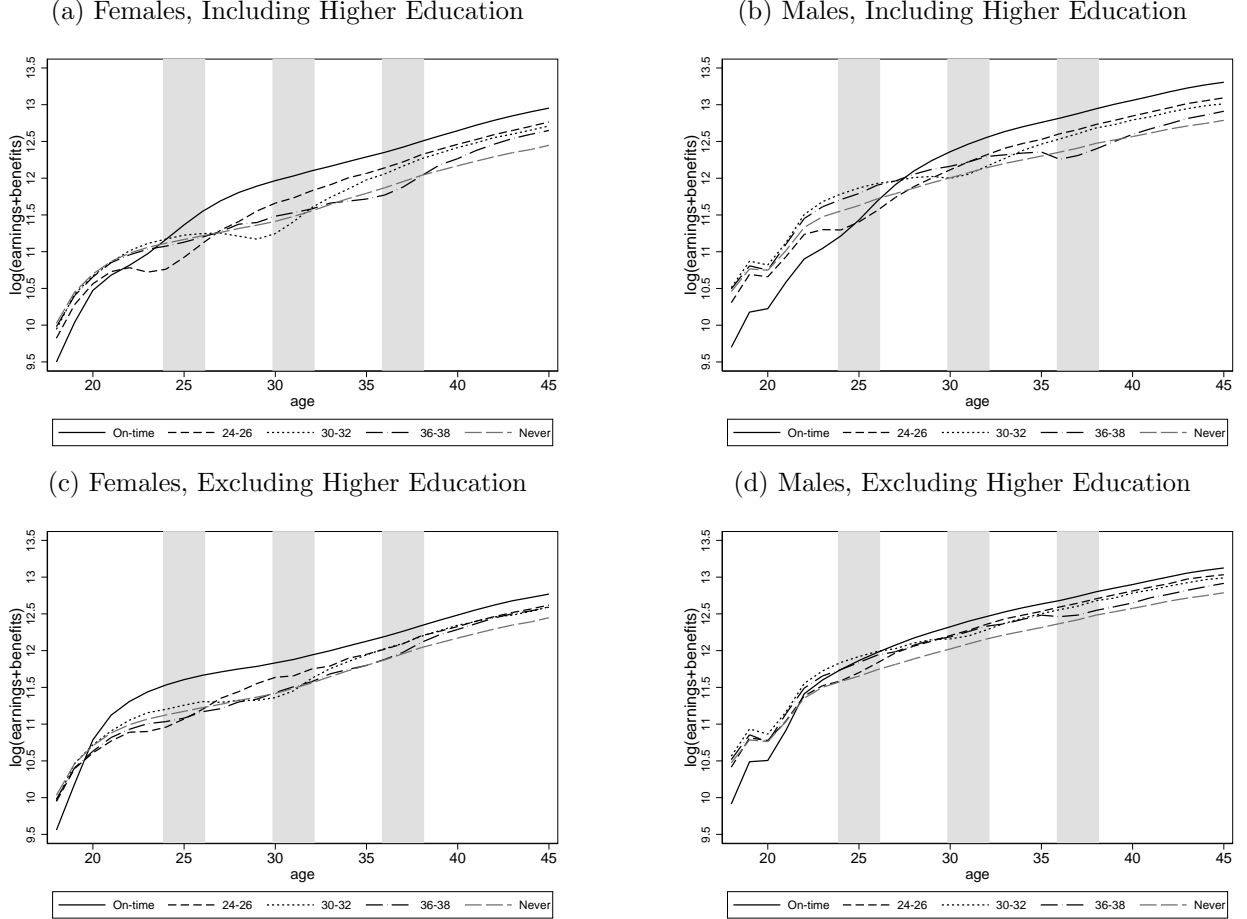 (a) Females, Including Higher Education
(b) Males, Including Higher Education
log(earnings+benefits)
9.5 10 10.5 11 11.5 12 12.5 13 13.5
20 25 30 35 40 45
age
On-time 24-26 30-32 36-38 Never
log(earnings+benefits)
9.5 10 10.5 11 11.5 12 12.5 13 13.5
20 25 30 35 40 45
age
On-time 24-26 30-32 36-38 Never
(c) Females, Excluding Higher Education
(d) Males, Excluding Higher Education
log(earnings+benefits)
9.5 10 10.5 11 11.5 12 12.5 13 13.5
20 25 30 35 40 45
age
On-time 24-26 30-32 36-38 Never
log(earnings+benefits)
9.5 10 10.5 11 11.5 12 12.5 13 13.5
20 25 30 35 40 45
age
On-time 24-26 30-32 36-38 Never